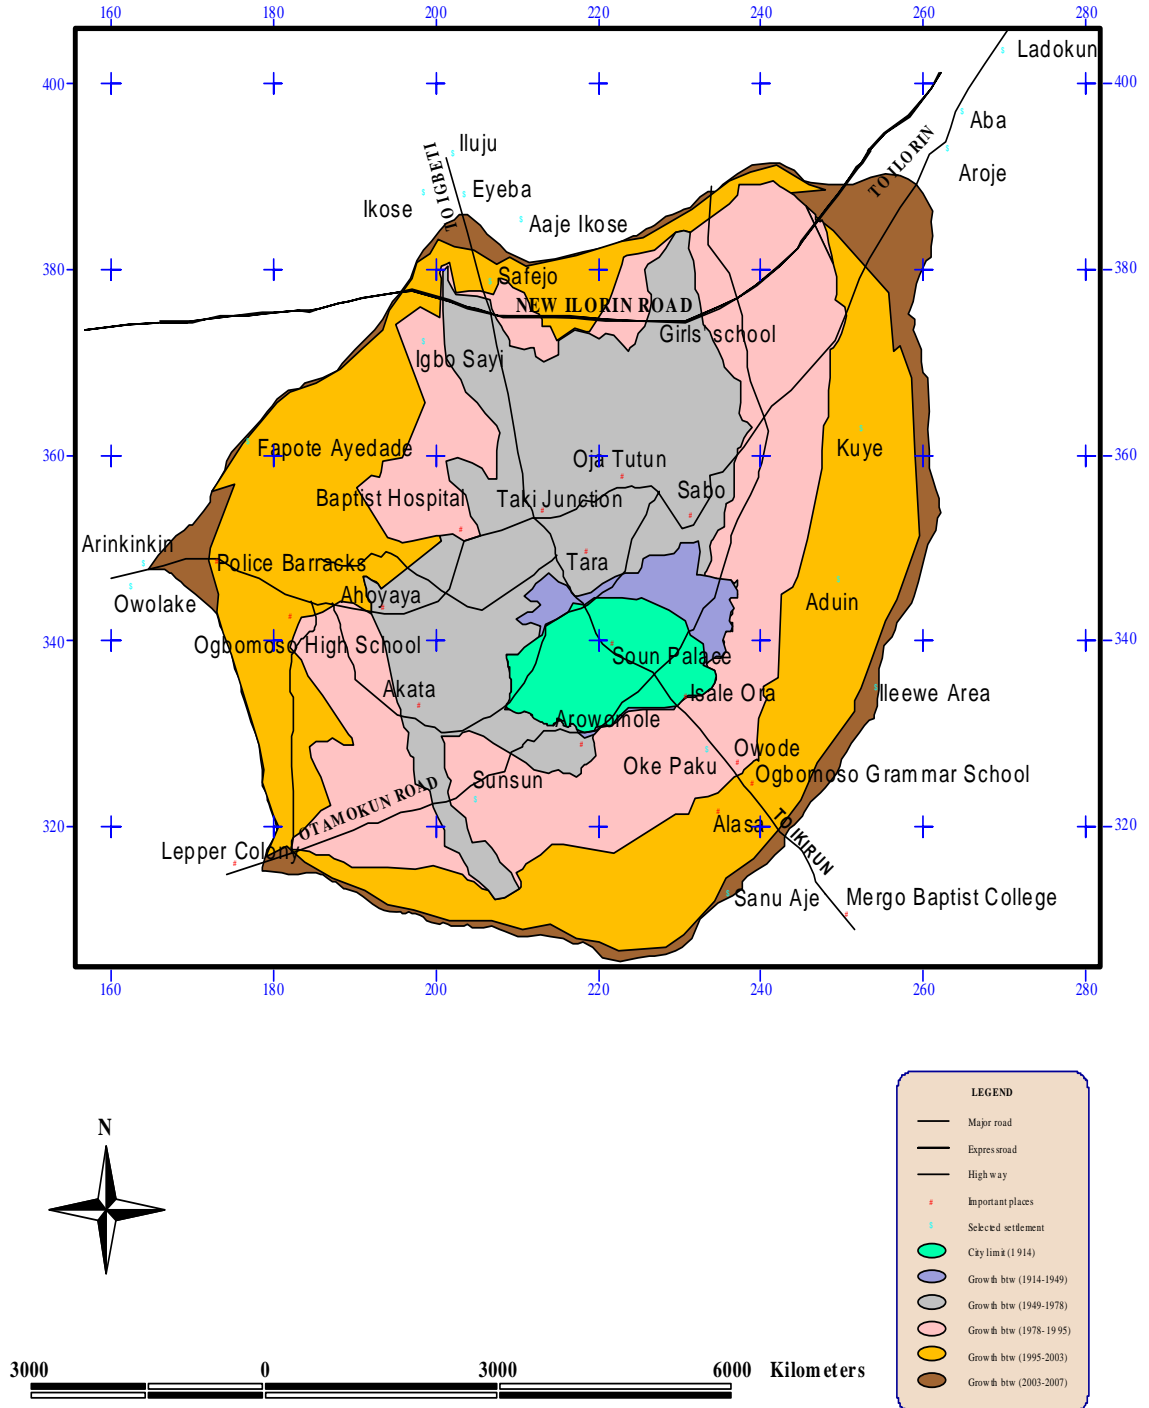 160 180 200 220 240 260 280
Ladokun
400 400
Aba
TO ILORIN
Iluju
TO IGBETI
Aroje
Eyeba
Ikose
Aaje Ikose
380 380
Safejo
NEW ILORIN ROAD
Girls' school
Igbo Sayi
Fapote Ayedade
Kuye
360 360
Oja Tutun
Baptist Hospital
Taki Junction
Sabo
Arinkinkin
Police Barracks
Tara
Owolake
Ahoyaya
Aduin
340 340
Ogbomoso High School
Soun Palace
Akata
Isale Ora
Ileewe Area
Arowomole
Owode
Oke Paku
Ogbomoso Grammar School
Sunsun
OTAMOKUN ROAD
320 320
Alasa
TO IKIRUN
Lepper Colony
Sanu Aje
Mergo Baptist College
160 180 200 220 240 260 280
LEGEND
Major road
Expressroad
High way
# Important places
$ Selected settlement
City limit (1914)
Growth btw (1914-1949)
Growth btw (1949-1978)
Growth btw (1978-1995)
Growth btw (1995-2003)
Growth btw (2003-2007)
N
3000 0 3000 6000 Kilometers